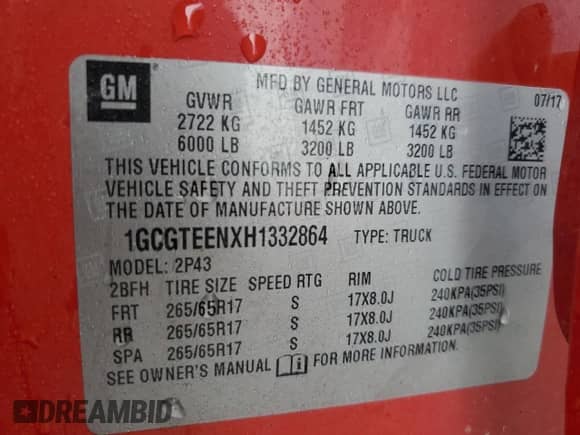 GM
MFD BY GENERAL MOTORS LLC
07/17
GVWR GAWR FRT GAWR RR
2722 KG 1452 KG 1452 KG
6000 LB 3200 LB 3200 LB
THIS VEHICLE CONFORMS TO ALL APPLICABLE U.S. FEDERAL MOTOR
VEHICLE SAFETY AND THEFT PREVENTION STANDARDS IN EFFECT ON
THE DATE OF MANUFACTURE SHOWN ABOVE.
1GCGTEENXH1332864 TYPE: TRUCK
MODEL: 2P43
2BFH TIRE SIZE SPEED RTG RIM COLD TIRE PRESSURE
FRT 265/65R17 S 17X8.0J 240KPA(35PSI)
RR 265/65R17 S 17X8.0J 240KPA(35PSI)
SPA 265/65R17 S 17X8.0J 240KPA(35PSI)
SEE OWNER'S MANUAL FOR MORE INFORMATION.
DREAMBID